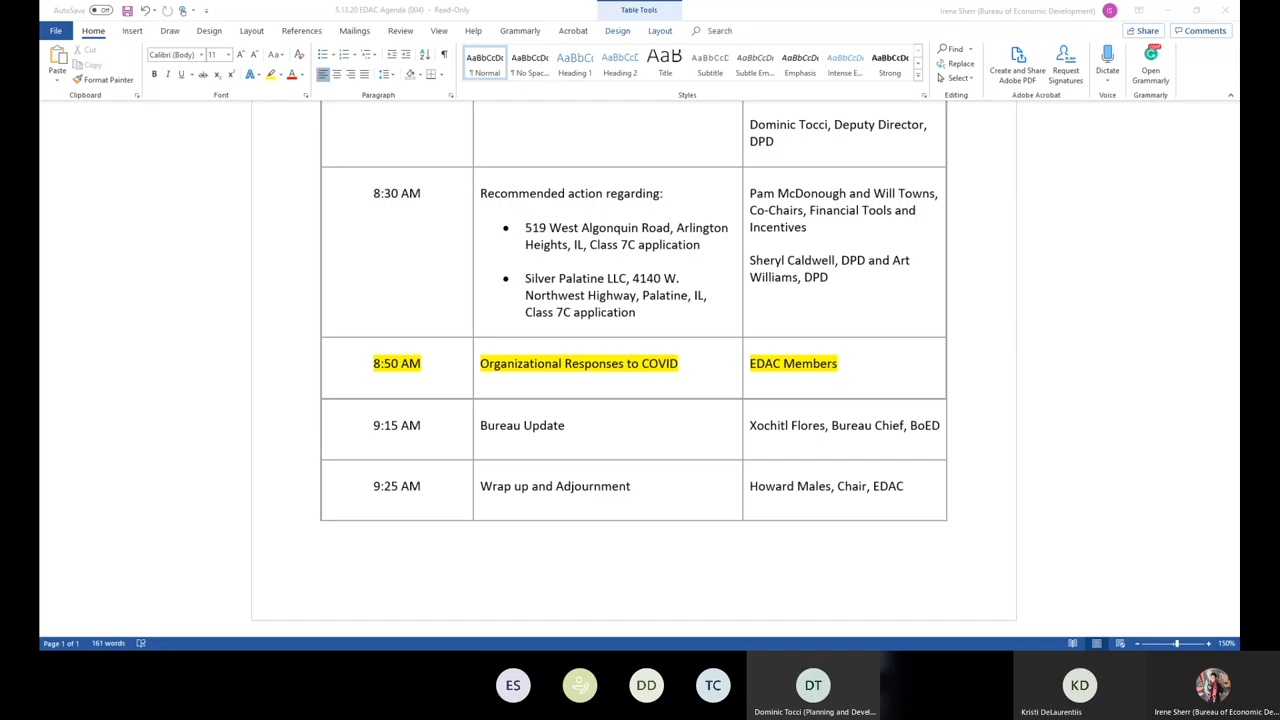 AutoSave Off
5.13.20 EDAC Agenda (004) - Read-Only
Table Tools
Irene Sherr (Bureau of Economic Development) IS
File Home Insert Draw Design Layout References Mailings Review View Help Grammarly Acrobat Design Layout Search
Share Comments
Paste
Cut
Copy
Format Painter
Calibri (Body) 11
AaBbCcDc AaBbCcDc AaBbCc AaBbCcC AaB AaBbCcD AaBbCcDc AaBbCcDc AaBbCcDc AaBbCcDc
¶ Normal ¶ No Spac... Heading 1 Heading 2 Title Subtitle Subtle Em... Emphasis Intense E... Strong
Find
Replace
Select
Create and Share Adobe PDF
Request Signatures
Dictate
Open Grammarly
Clipboard Font Paragraph Styles Editing Adobe Acrobat Voice Grammarly
Dominic Tocci, Deputy Director,
DPD
8:30 AM
Recommended action regarding:
• 519 West Algonquin Road, Arlington
Heights, IL, Class 7C application
• Silver Palatine LLC, 4140 W.
Northwest Highway, Palatine, IL,
Class 7C application
Pam McDonough and Will Towns,
Co-Chairs, Financial Tools and
Incentives
Sheryl Caldwell, DPD and Art
Williams, DPD
8:50 AM Organizational Responses to COVID EDAC Members
9:15 AM Bureau Update Xochitl Flores, Bureau Chief, BoED
9:25 AM Wrap up and Adjournment Howard Males, Chair, EDAC
Page 1 of 1 161 words
150%
ES DD TC DT KD
Dominic Tocci (Planning and Devel... Kristi DeLaurentiis Irene Sherr (Bureau of Economic De...